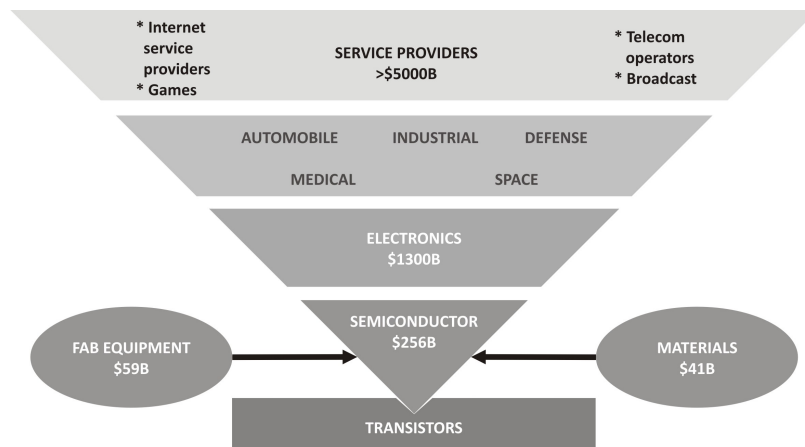 * Internet
service
providers
* Games
SERVICE PROVIDERS
>$5000B
* Telecom
operators
* Broadcast
AUTOMOBILE INDUSTRIAL DEFENSE
MEDICAL SPACE
ELECTRONICS
$1300B
SEMICONDUCTOR
$256B
FAB EQUIPMENT
$59B
MATERIALS
$41B
TRANSISTORS